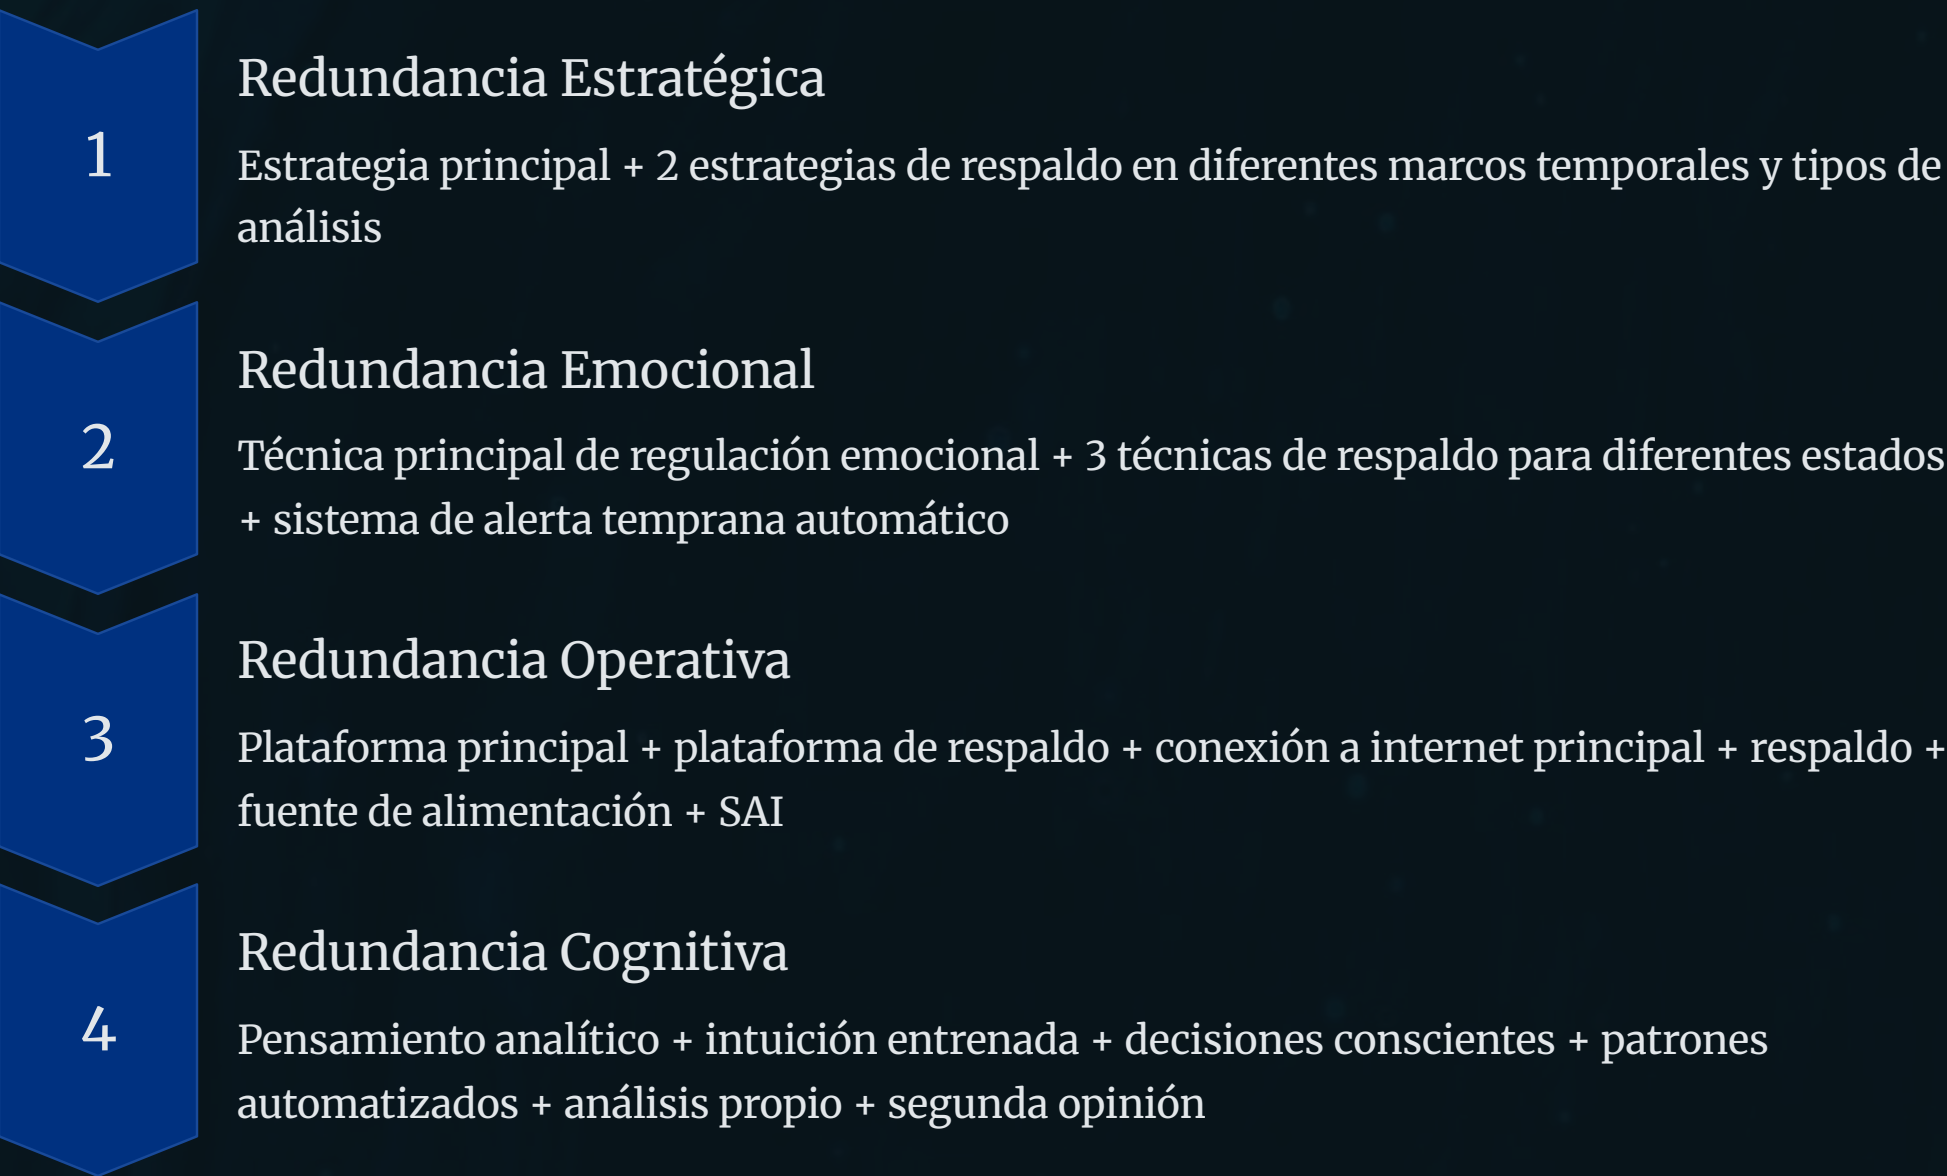 1
Redundancia Estratégica
Estrategia principal + 2 estrategias de respaldo en diferentes marcos temporales y tipos de
análisis
2
Redundancia Emocional
Técnica principal de regulación emocional + 3 técnicas de respaldo para diferentes estados
+ sistema de alerta temprana automático
3
Redundancia Operativa
Plataforma principal + plataforma de respaldo + conexión a internet principal + respaldo +
fuente de alimentación + SAI
4
Redundancia Cognitiva
Pensamiento analítico + intuición entrenada + decisiones conscientes + patrones
automatizados + análisis propio + segunda opinión